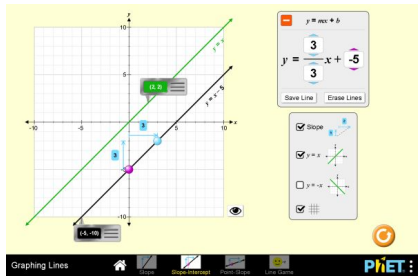 y
10
5
-10
-5
5
10
x
-5
-10
y = x
y = x − 5
(2, 2)
3
3
(-5, -10)
y = mx + b
y = 3/3 x + -5
Save Line
Erase Lines
Slope
y = x
y = -x
Graphing Lines
Slope
Slope-Intercept
Point-Slope
Line Game
PhET